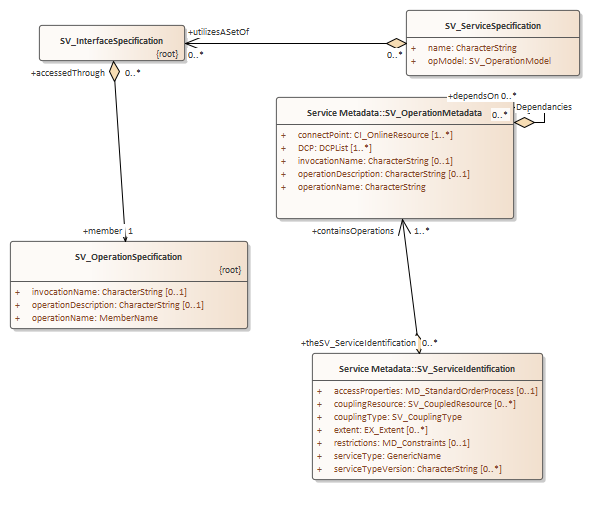 SV_InterfaceSpecification
{root}
+utilizesASetOf
0..*
0..*
SV_ServiceSpecification
+ name: CharacterString
+ opModel: SV_OperationModel
+accessedThrough 0..*
+dependsOn 0..*
Service Metadata::SV_OperationMetadata
0..*
Dependancies
+ connectPoint: CI_OnlineResource [1..*]
+ DCP: DCPList [1..*]
+ invocationName: CharacterString [0..1]
+ operationDescription: CharacterString [0..1]
+ operationName: CharacterString
+member 1
+containsOperations 1..*
SV_OperationSpecification
{root}
+ invocationName: CharacterString [0..1]
+ operationDescription: CharacterString [0..1]
+ operationName: MemberName
+theSV_ServiceIdentification 0..*
Service Metadata::SV_ServiceIdentification
+ accessProperties: MD_StandardOrderProcess [0..1]
+ couplingResource: SV_CoupledResource [0..*]
+ couplingType: SV_CouplingType
+ extent: EX_Extent [0..*]
+ restrictions: MD_Constraints [0..1]
+ serviceType: GenericName
+ serviceTypeVersion: CharacterString [0..*]